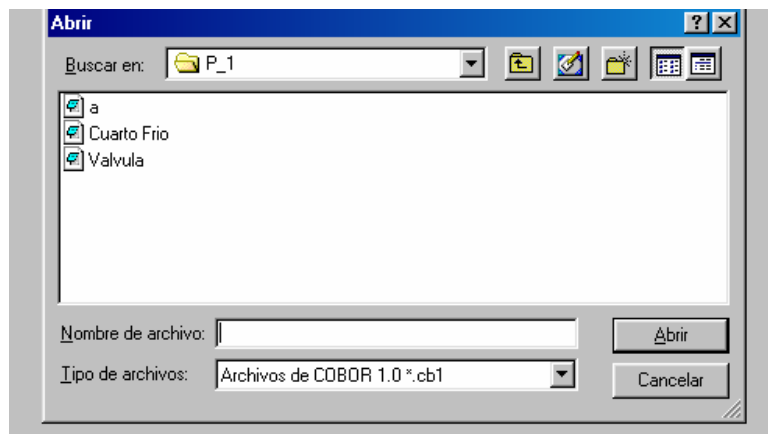 Abrir
Buscar en: P_1
a
Cuarto Frio
Valvula
Nombre de archivo: Abrir
Tipo de archivos: Archivos de COBOR 1.0 *.cb1 Cancelar